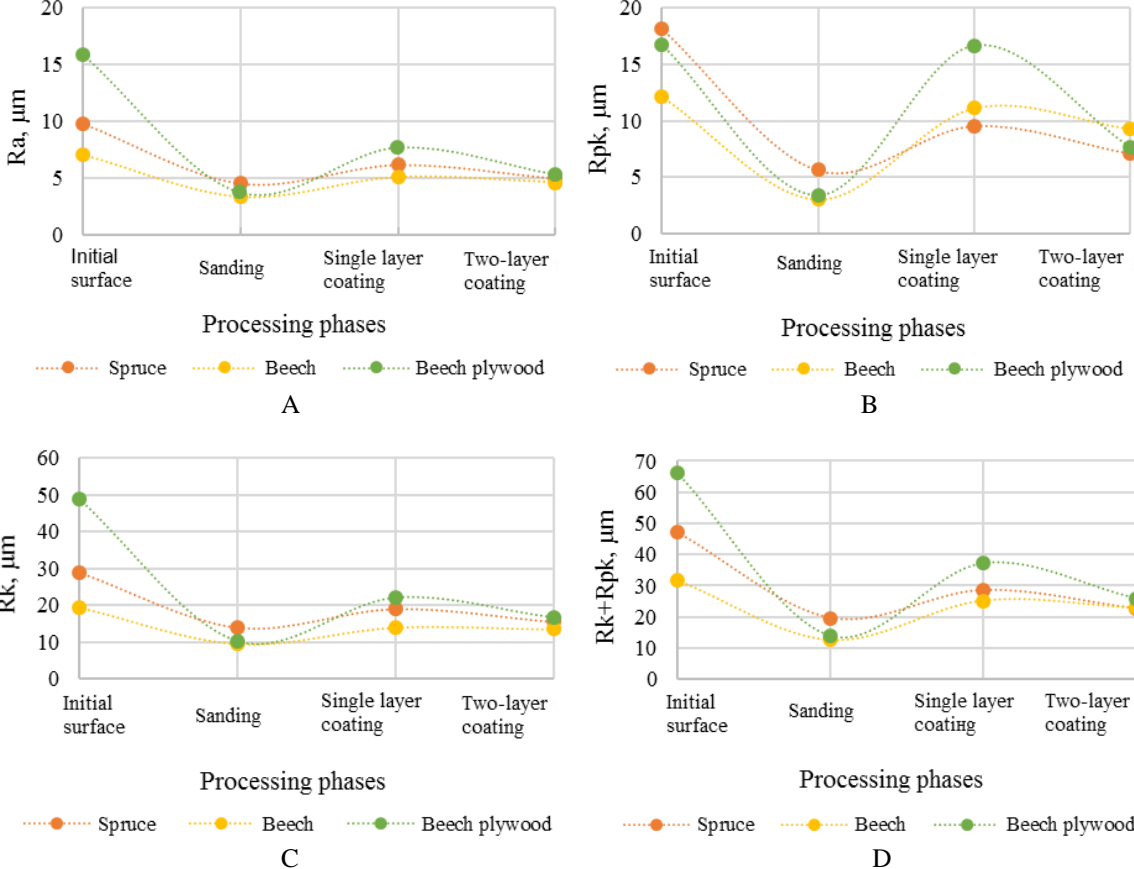 20
15
10
5
0
Ra, µm
Initial
surface
Sanding
Single layer
coating
Two-layer
coating
Processing phases
Spruce
Beech
Beech plywood
A
20
15
10
5
0
Rpk, µm
Initial
surface
Sanding
Single layer
coating
Two-layer
coating
Processing phases
Spruce
Beech
Beech plywood
B
60
50
40
30
20
10
0
Rk, µm
Initial
surface
Sanding
Single layer
coating
Two-layer
coating
Processing phases
Spruce
Beech
Beech plywood
C
70
60
50
40
30
20
10
0
Rk+Rpk, µm
Initial
surface
Sanding
Single layer
coatiнg
Two-layer
coating
Processing phases
Spruce
Beech
Beech plywood
D